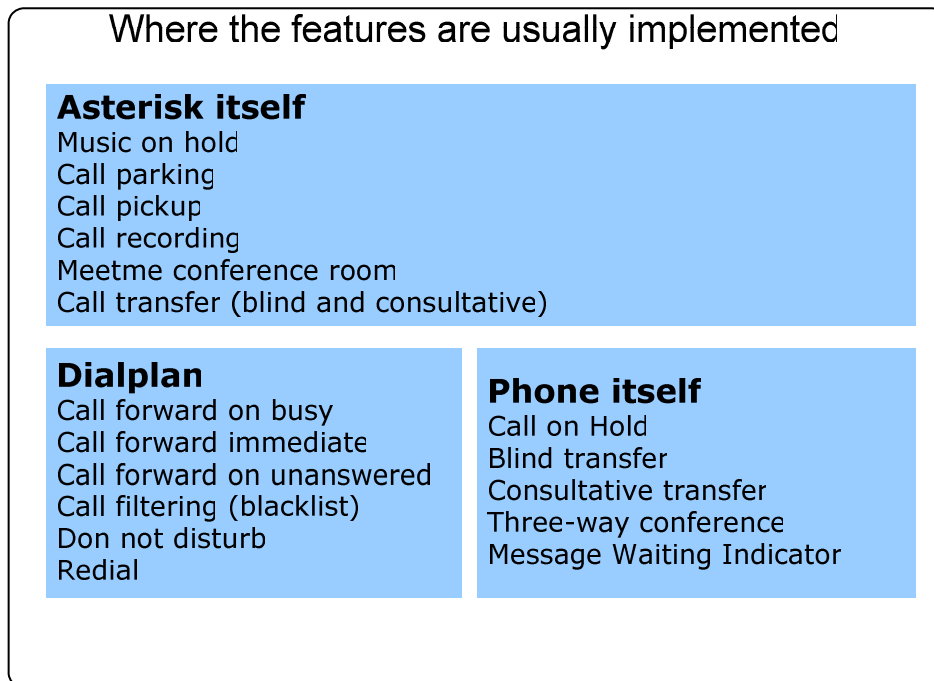 Where the features are usually implemented
Asterisk itself
Music on hold
Call parking
Call pickup
Call recording
Meetme conference room
Call transfer (blind and consultative)
Dialplan
Call forward on busy
Call forward immediate
Call forward on unanswered
Call filtering (blacklist)
Don not disturb
Redial
Phone itself
Call on Hold
Blind transfer
Consultative transfer
Three-way conference
Message Waiting Indicator